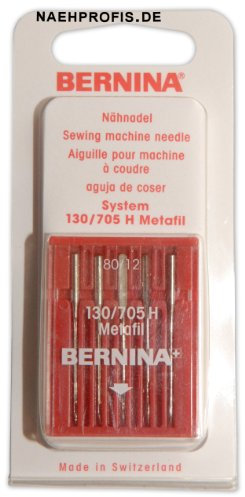 NAEHPROFIS.DE
BERNINA®
Nähnadel
Sewing machine needle
Aiguille pour machine
à coudre
aguja de coser
System
130/705 H Metafil
80/12
130/705 H
Metafil
BERNINA+
Made in Switzerland